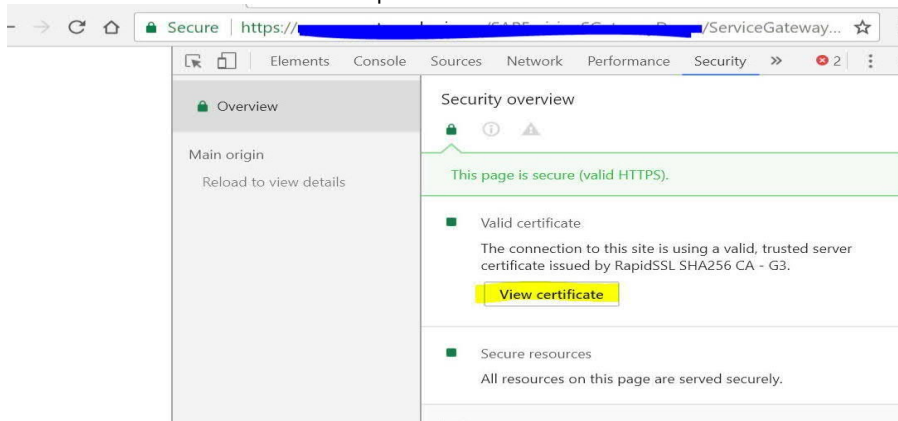 Secure | https:// /ServiceGateway...
Elements Console Sources Network Performance Security » 2
Overview
Main origin
Reload to view details
Security overview
This page is secure (valid HTTPS).
Valid certificate
The connection to this site is using a valid, trusted server
certificate issued by RapidSSL SHA256 CA - G3.
View certificate
Secure resources
All resources on this page are served securely.